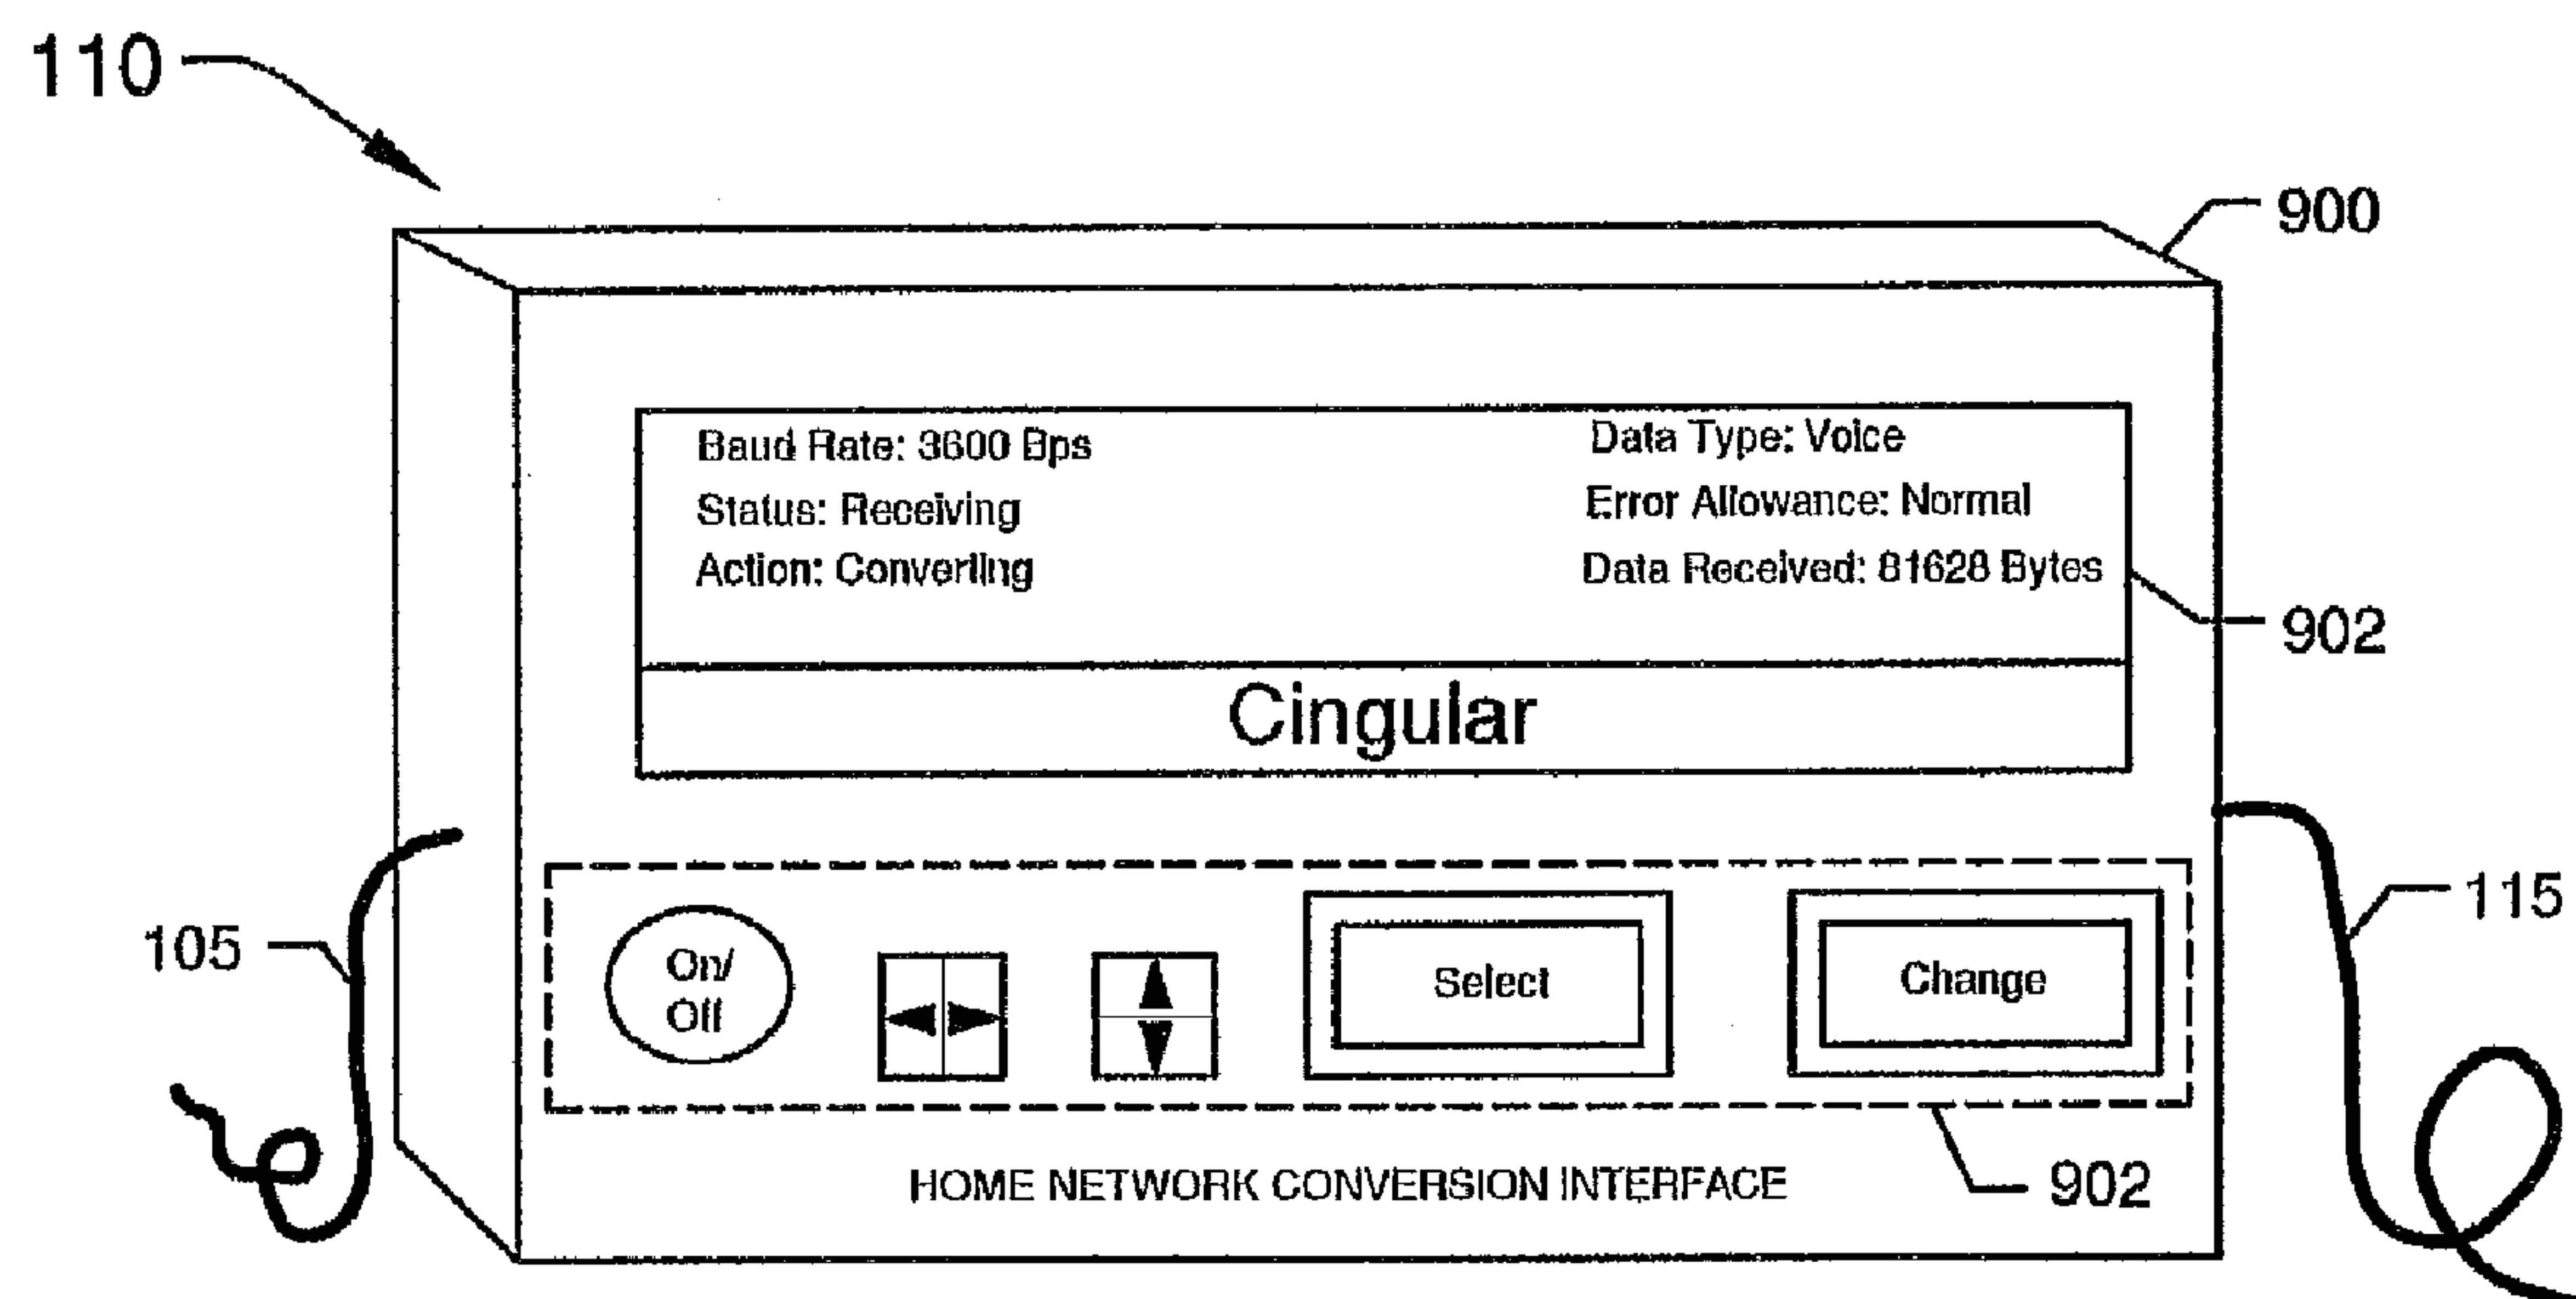 110
900
Baud Rate: 3600 Bps
Data Type: Voice
Status: Receiving
Error Allowance: Normal
Action: Converting
Data Received: 81628 Bytes
902
Cingular
105
On/
Off
Select
Change
115
HOME NETWORK CONVERSION INTERFACE
902